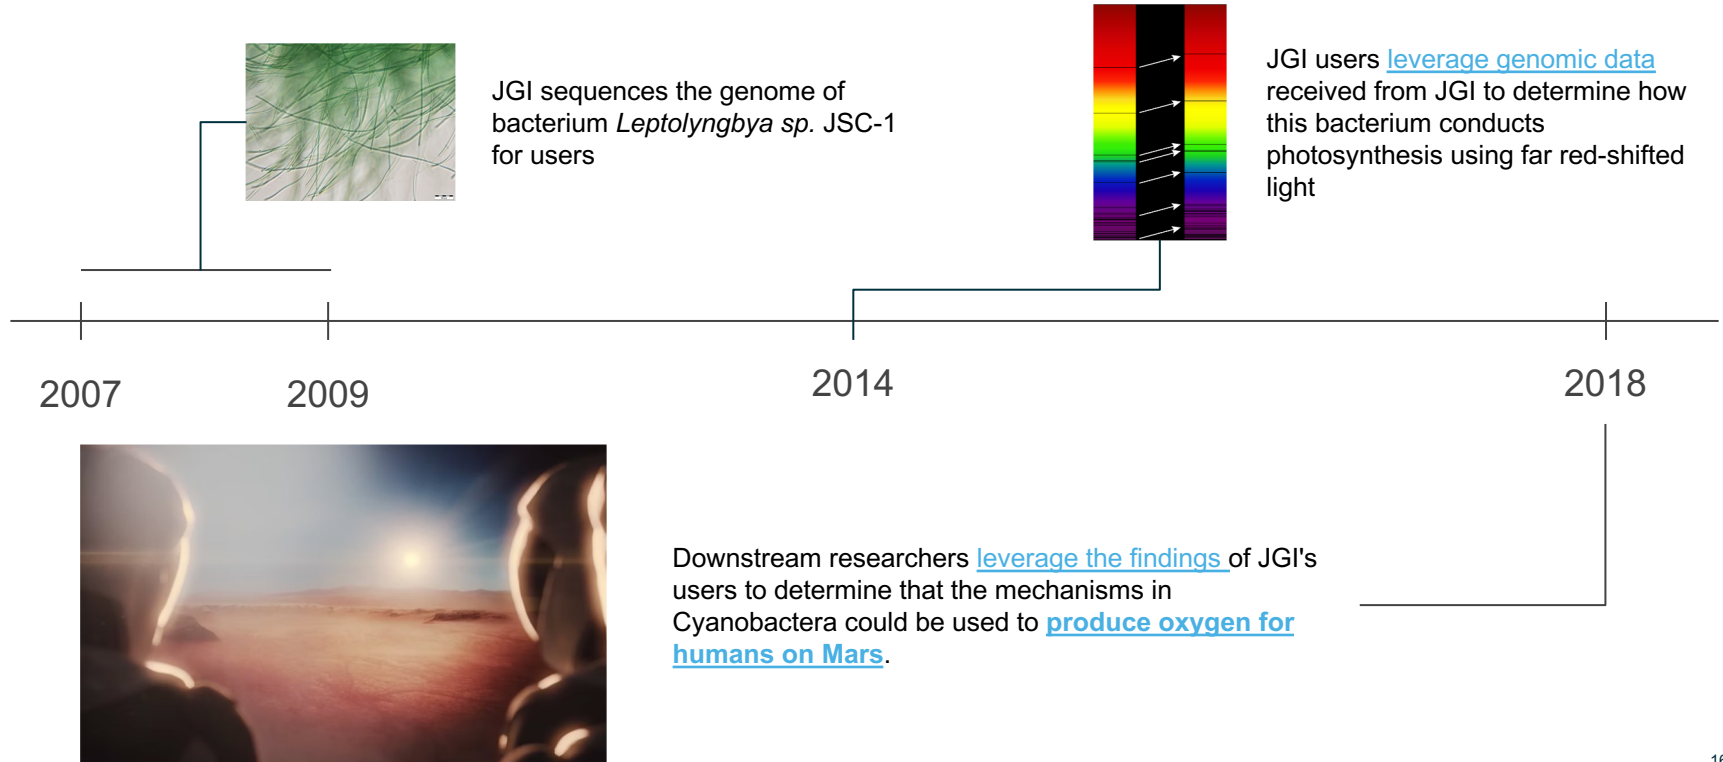 JGI sequences the genome of
bacterium Leptolyngbya sp. JSC-1
for users
JGI users leverage genomic data
received from JGI to determine how
this bacterium conducts
photosynthesis using far red-shifted
light
2007
2009
2014
2018
Downstream researchers leverage the findings of JGI's
users to determine that the mechanisms in
Cyanobactera could be used to produce oxygen for
humans on Mars.
16